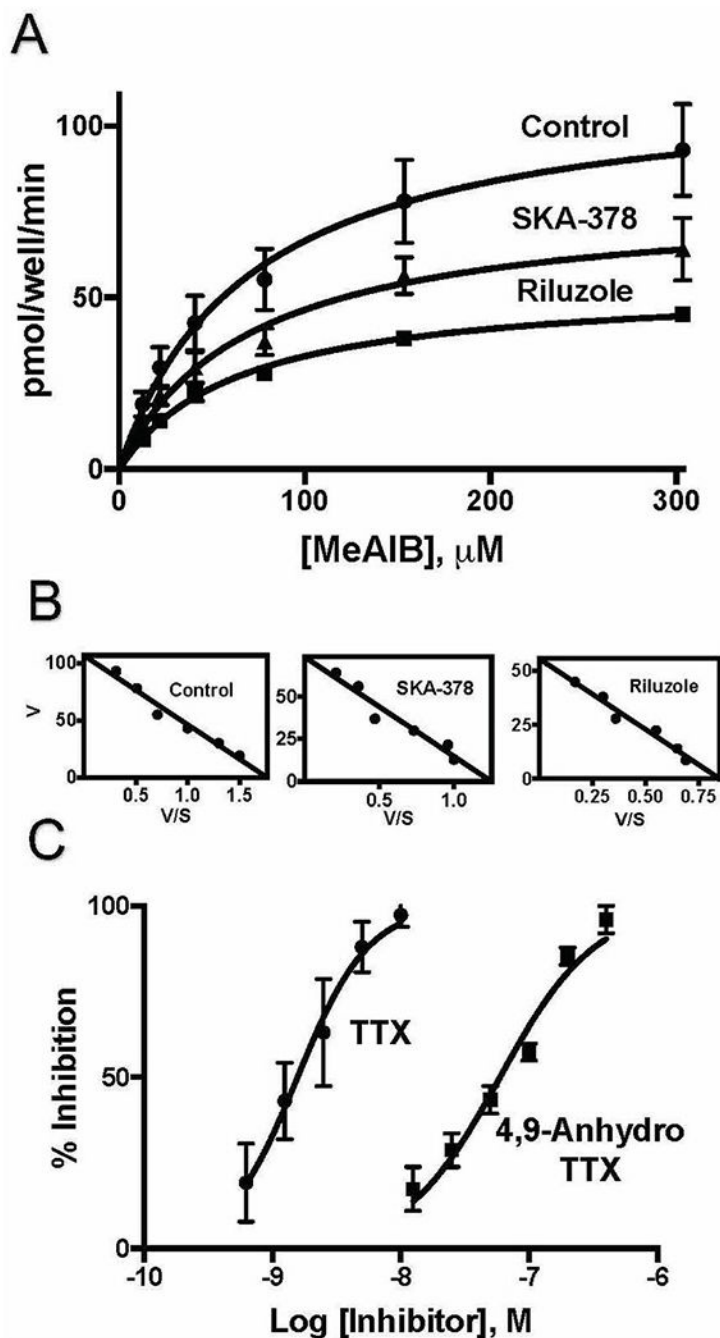 A
100
50
0
pmol/well/min
Control
SKA-378
Riluzole
0
100
200
300
[MeAIB], μM
B
100
50
0
V
Control
0.5
1.0
1.5
V/S
50
25
0
SKA-378
0.5
1.0
V/S
50
25
0
Riluzole
0.25
0.50
0.75
V/S
C
100
50
0
% Inhibition
TTX
4,9-Anhydro
TTX
-10
-9
-8
-7
-6
Log [Inhibitor], M